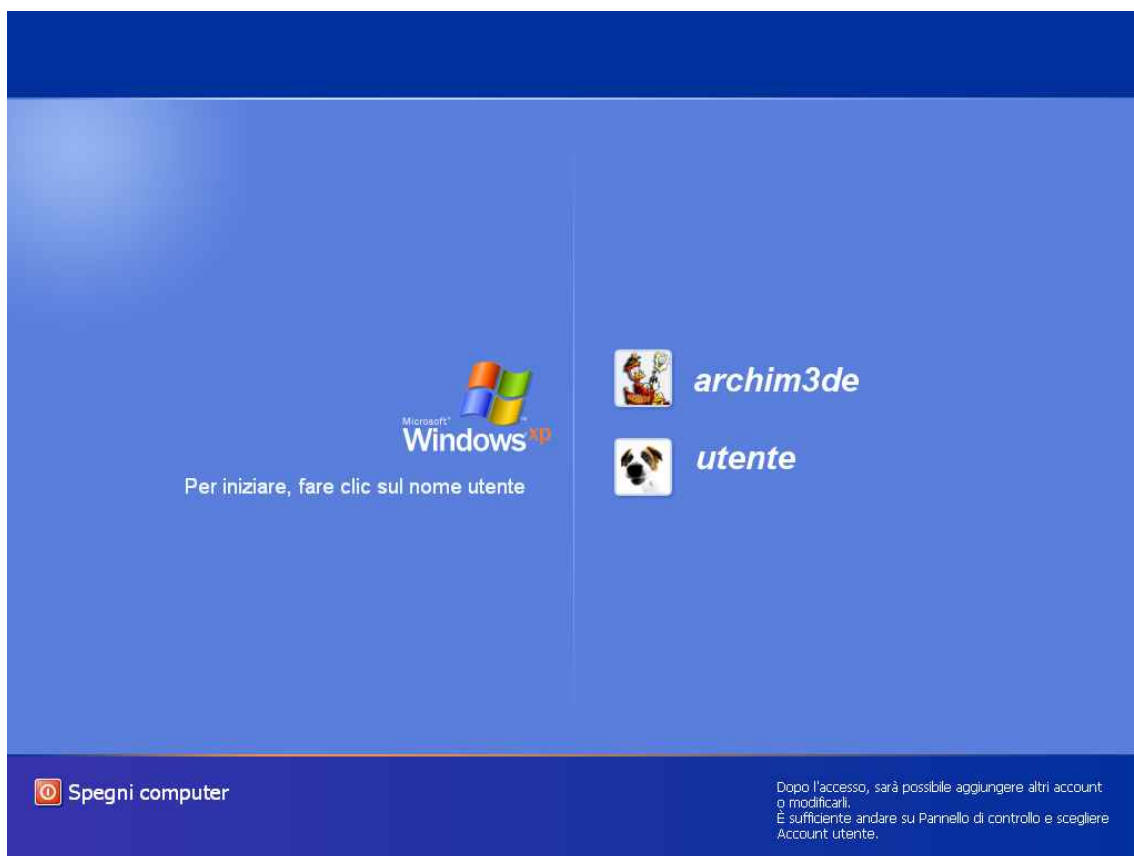 Microsoft®
Windows xp
Per iniziare, fare clic sul nome utente
archim3de
utente
Spegni computer
Dopo l'accesso, sarà possibile aggiungere altri account
o modificarli.
È sufficiente andare su Pannello di controllo e scegliere
Account utente.